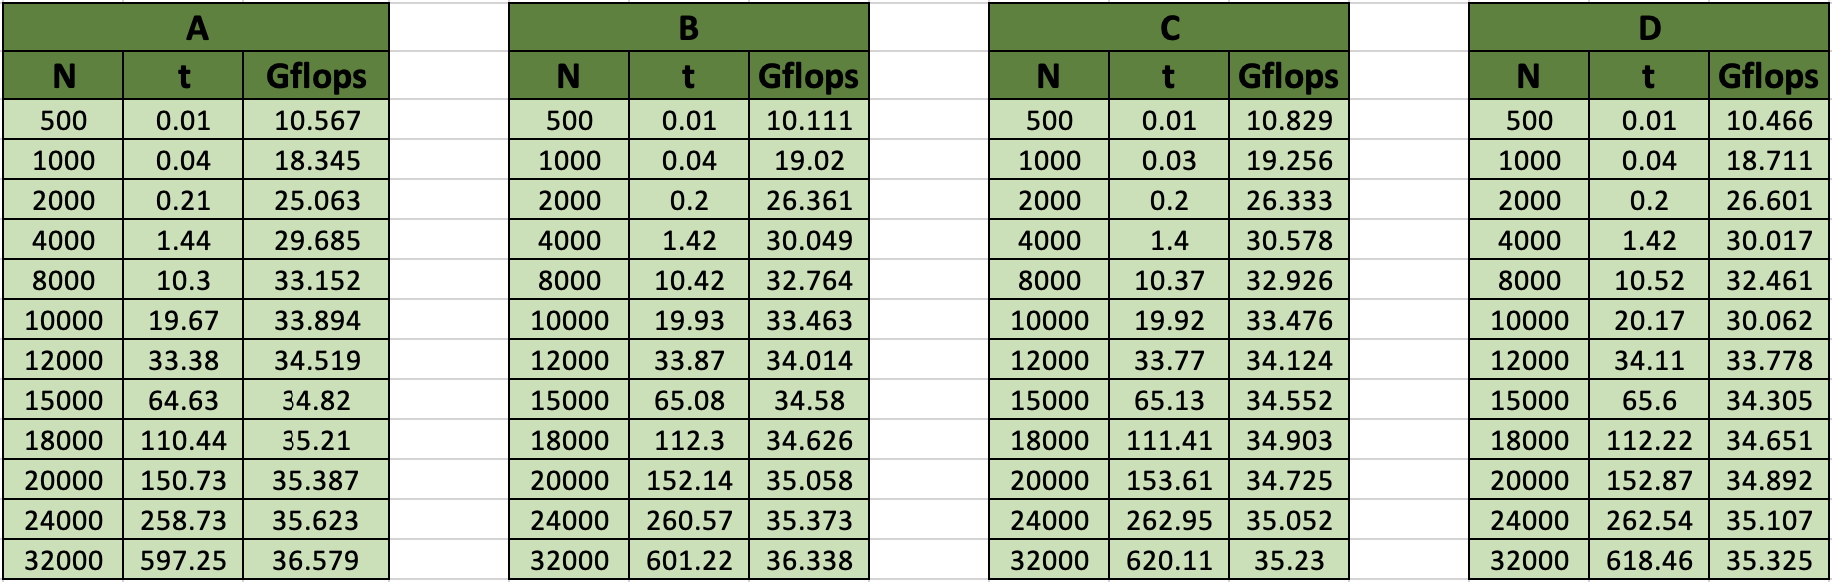 A B C D
N t Gflops N t Gflops N t Gflops N t Gflops
500 0.01 10.567 500 0.01 10.111 500 0.01 10.829 500 0.01 10.466
1000 0.04 18.345 1000 0.04 19.02 1000 0.03 19.256 1000 0.04 18.711
2000 0.21 25.063 2000 0.2 26.361 2000 0.2 26.333 2000 0.2 26.601
4000 1.44 29.685 4000 1.42 30.049 4000 1.4 30.578 4000 1.42 30.017
8000 10.3 33.152 8000 10.42 32.764 8000 10.37 32.926 8000 10.52 32.461
10000 19.67 33.894 10000 19.93 33.463 10000 19.92 33.476 10000 20.17 30.062
12000 33.38 34.519 12000 33.87 34.014 12000 33.77 34.124 12000 34.11 33.778
15000 64.63 34.82 15000 65.08 34.58 15000 65.13 34.552 15000 65.6 34.305
18000 110.44 35.21 18000 112.3 34.626 18000 111.41 34.903 18000 112.22 34.651
20000 150.73 35.387 20000 152.14 35.058 20000 153.61 34.725 20000 152.87 34.892
24000 258.73 35.623 24000 260.57 35.373 24000 262.95 35.052 24000 262.54 35.107
32000 597.25 36.579 32000 601.22 36.338 32000 620.11 35.23 32000 618.46 35.325